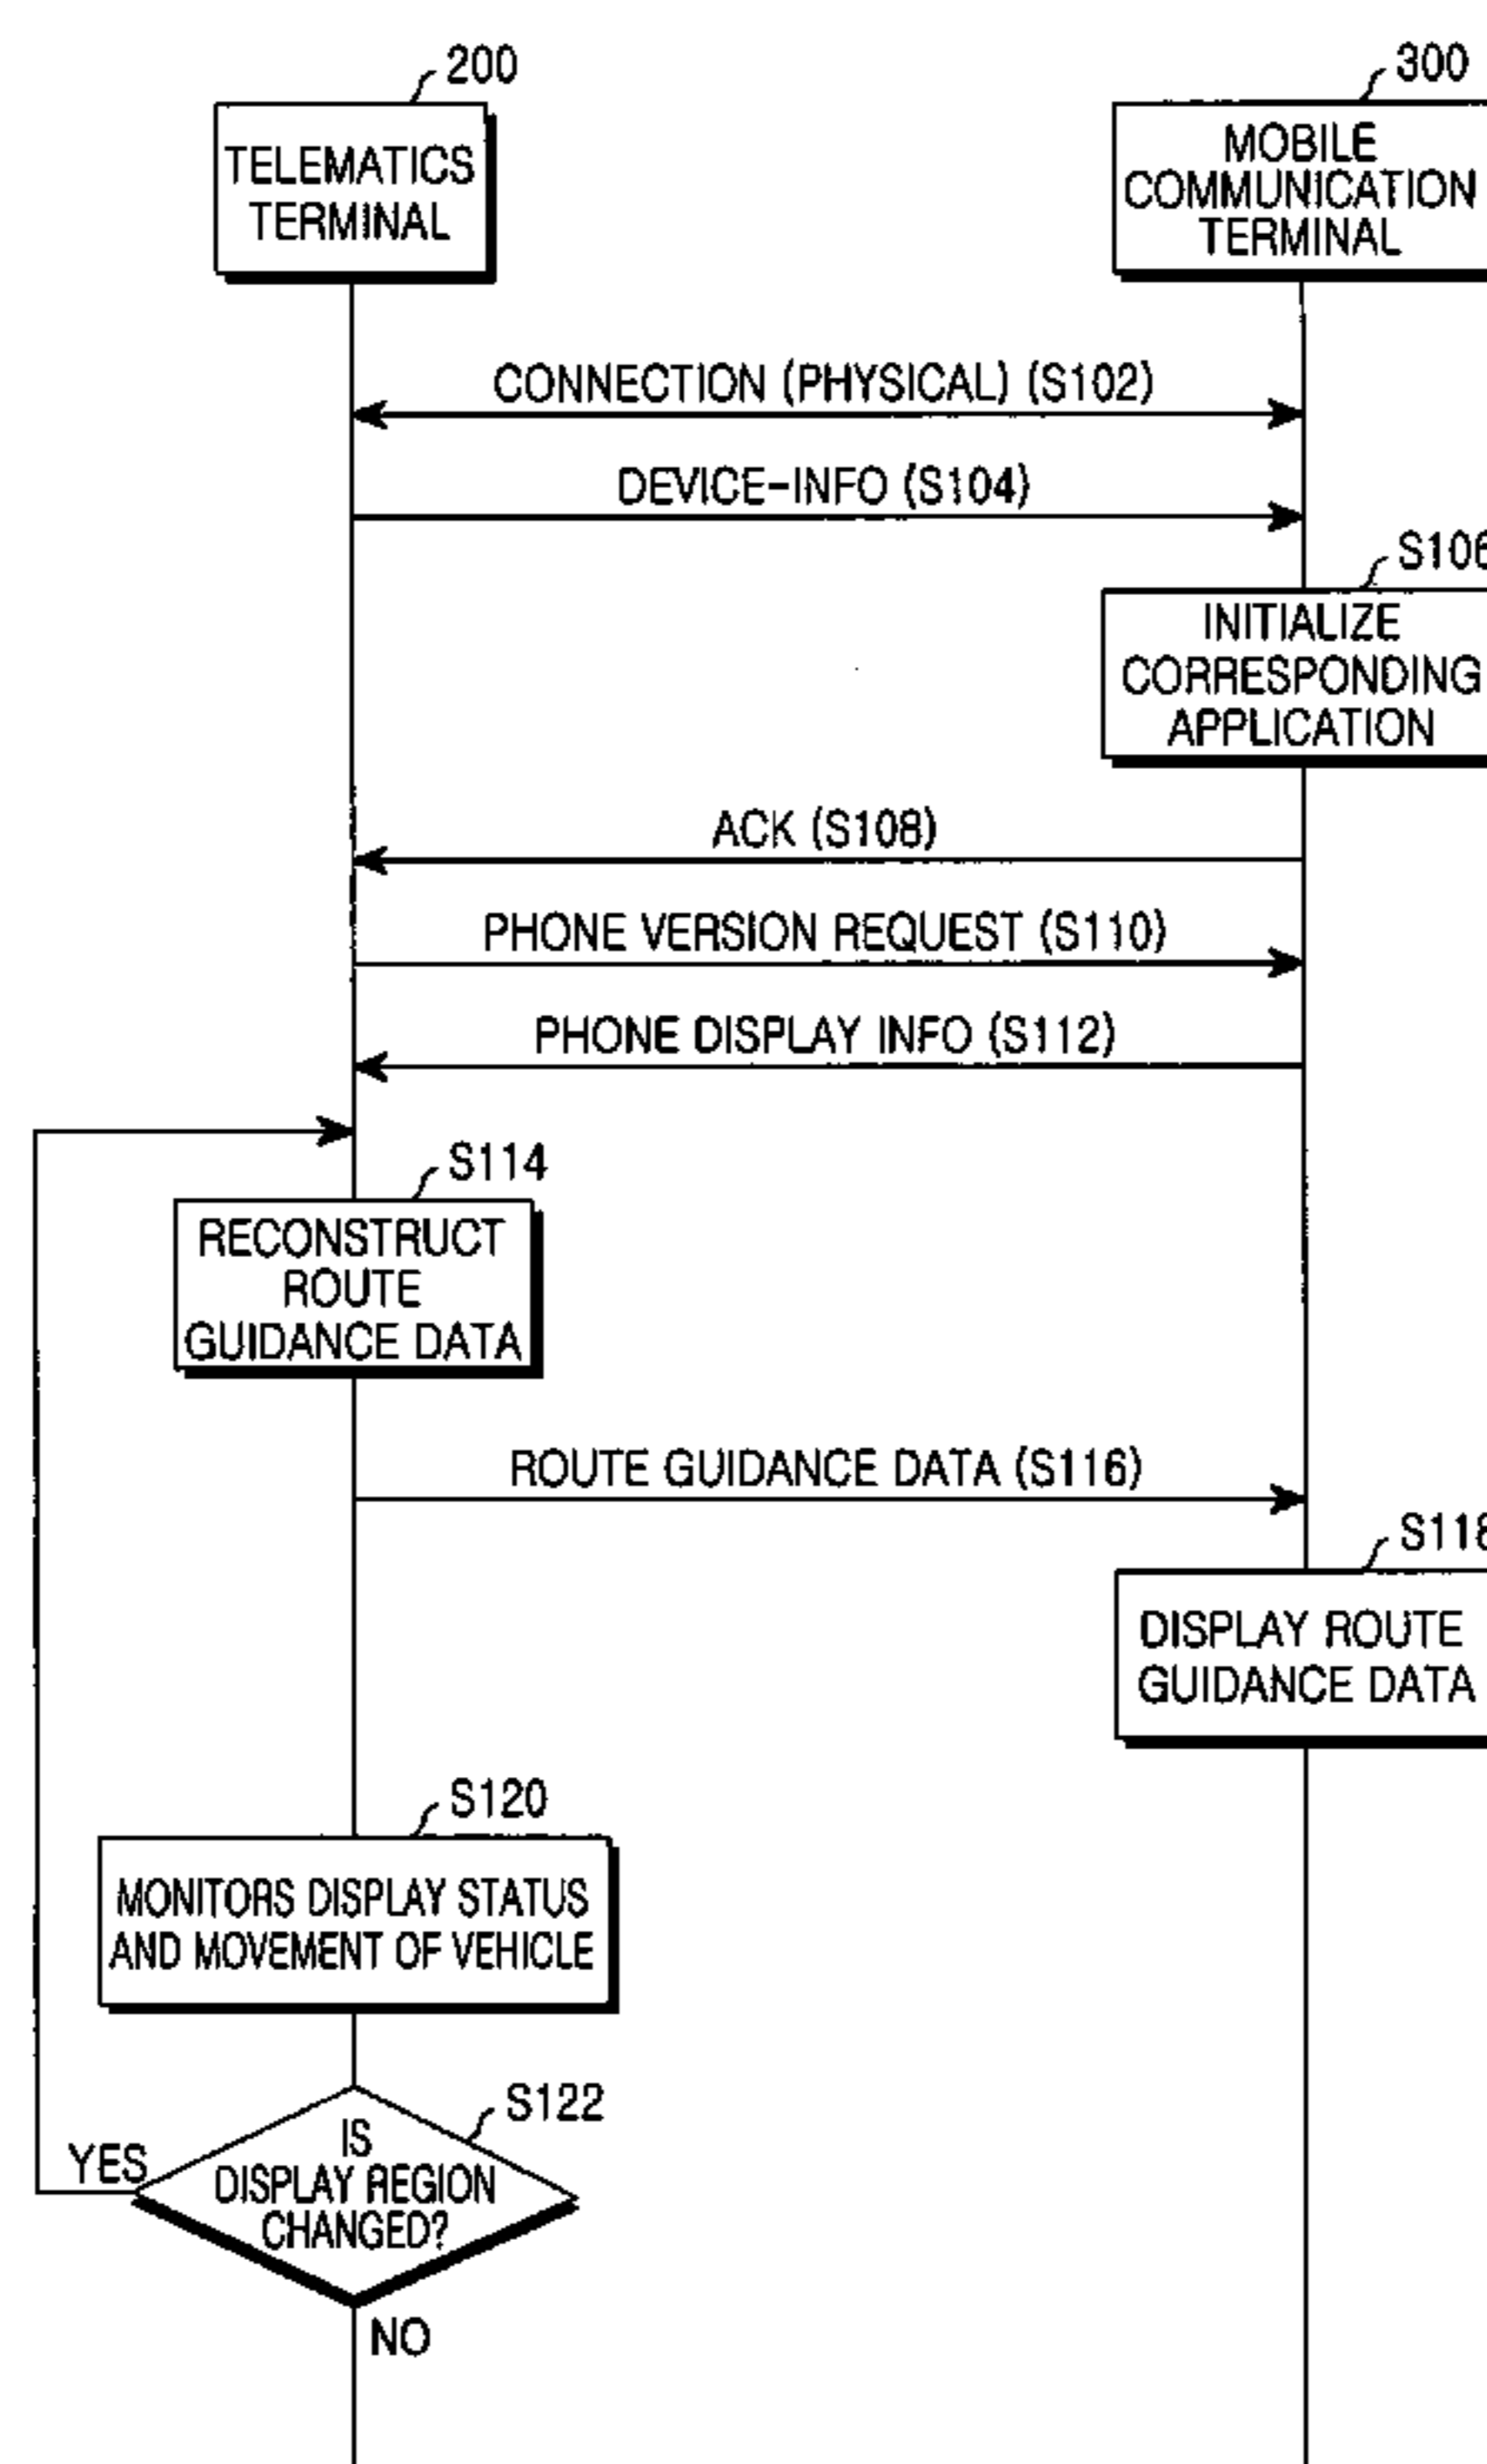 200
300
TELEMATICS
TERMINAL
MOBILE
COMMUNICATION
TERMINAL
CONNECTION (PHYSICAL) (S102)
DEVICE-INFO (S104)
S106
INITIALIZE
CORRESPONDING
APPLICATION
ACK (S108)
PHONE VERSION REQUEST (S110)
PHONE DISPLAY INFO (S112)
S114
RECONSTRUCT
ROUTE
GUIDANCE DATA
ROUTE GUIDANCE DATA (S116)
S118
DISPLAY ROUTE
GUIDANCE DATA
S120
MONITORS DISPLAY STATUS
AND MOVEMENT OF VEHICLE
S122
IS
DISPLAY REGION
CHANGED?
YES
NO